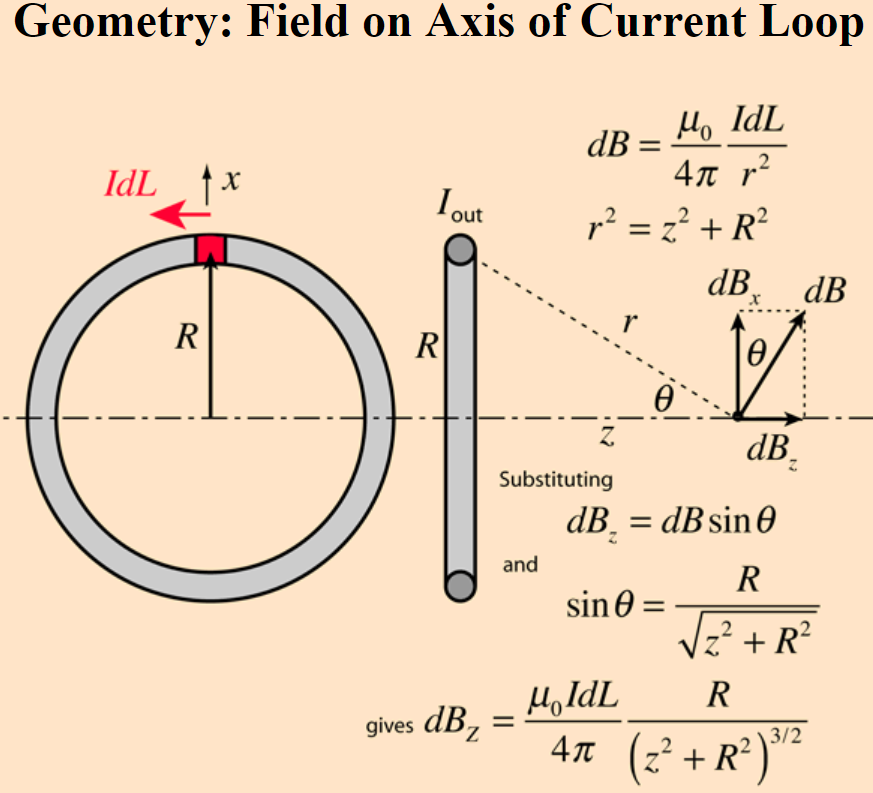 Geometry: Field on Axis of Current Loop
dB = μ₀/4π IdL/r²
IdL
x
I_out
r² = z² + R²
dBₓ
dB
R
R
r
θ
θ
z
dB_z
Substituting
dB_z = dB sin θ
and
sin θ = R/√(z² + R²)
gives dB_Z = μ₀IdL/4π R/(z² + R²)^3/2